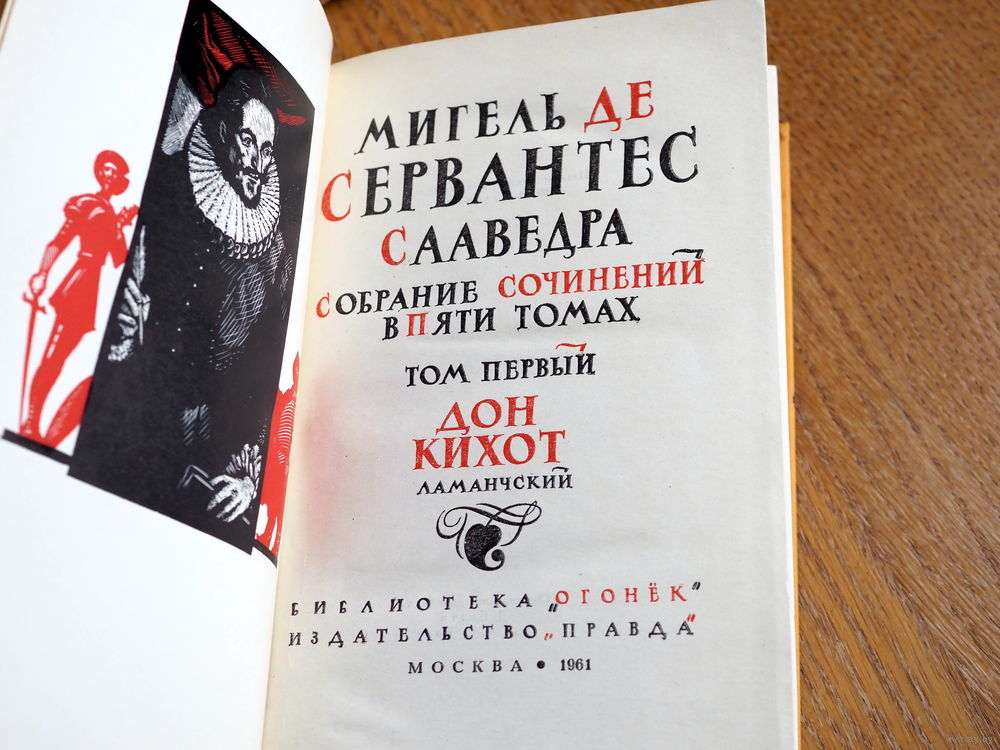 МИГЕЛЬ ДЕ
СЕРВАНТЕС
СААВЕДРА
СОБРАНИЕ СОЧИНЕНИЙ
В ПЯТИ ТОМАХ
ТОМ ПЕРВЫЙ
ДОН
КИХОТ
ЛАМАНЧСКИЙ
БИБЛИОТЕКА „ОГОНЁК"
ИЗДАТЕЛЬСТВО „ПРАВДА"
МОСКВА • 1961